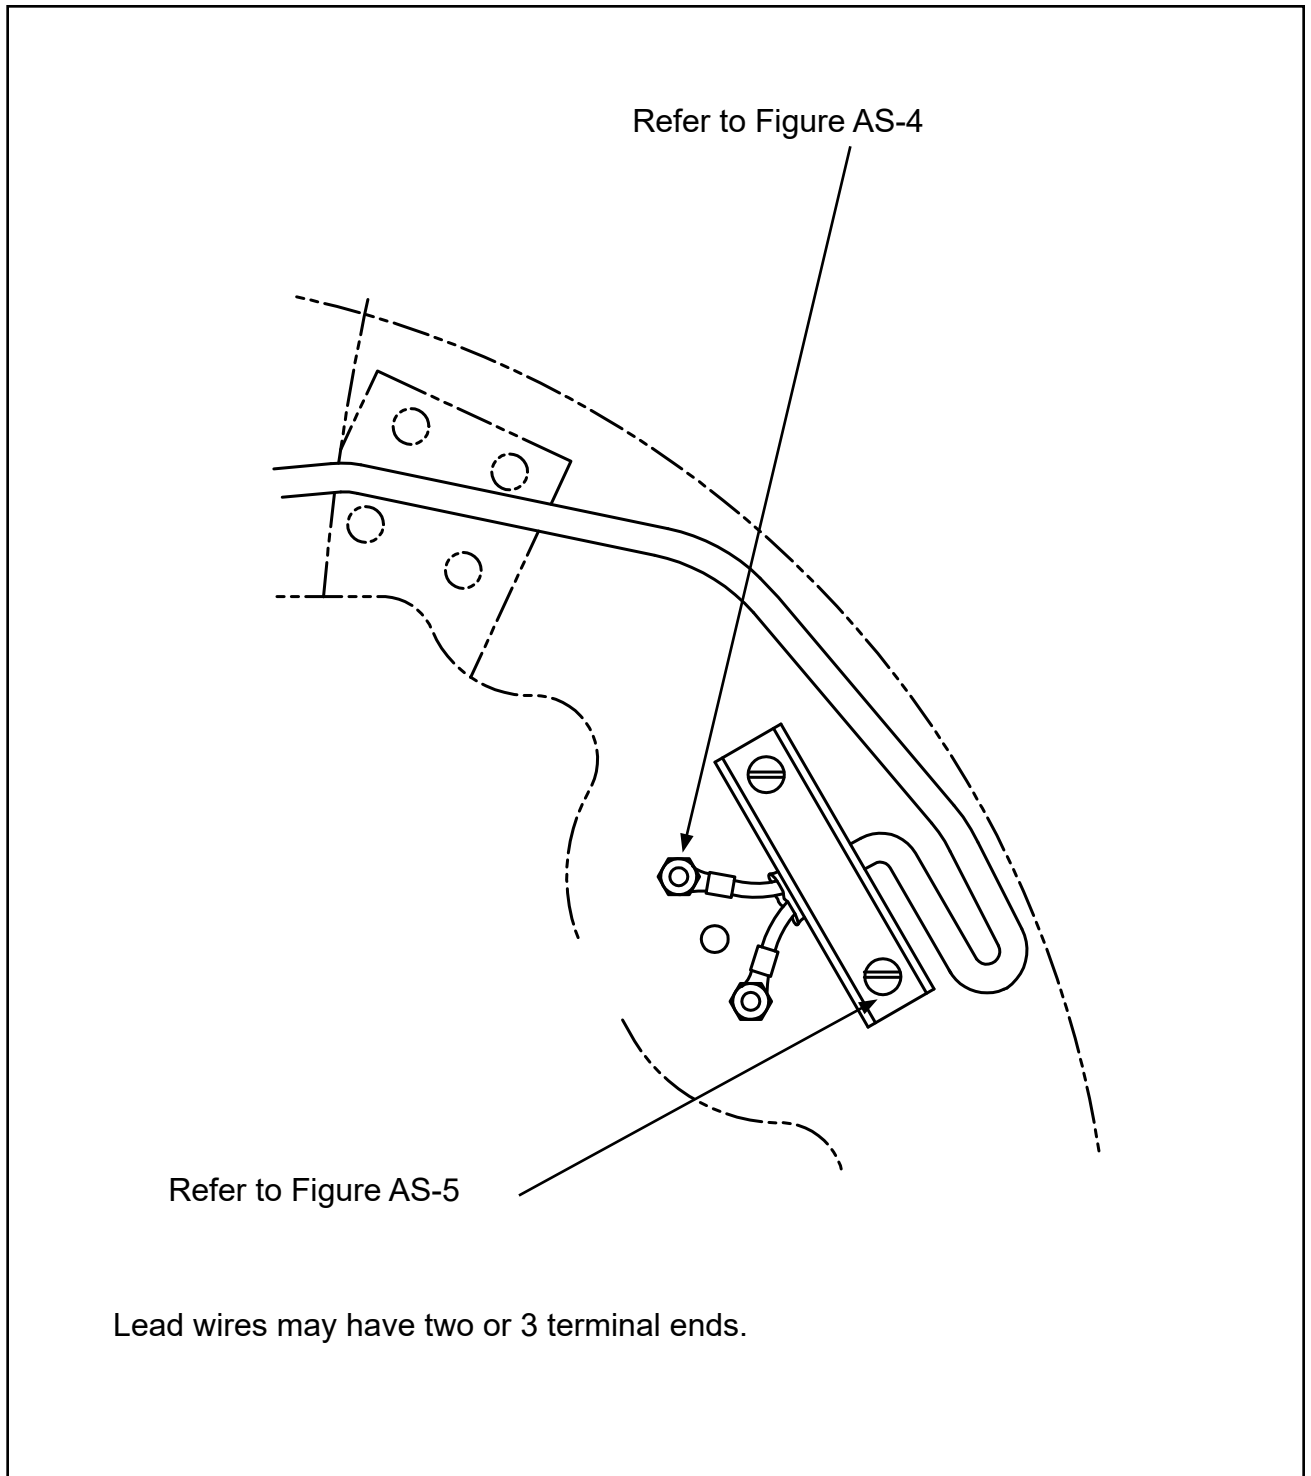 Refer to Figure AS-4
Refer to Figure AS-5
Lead wires may have two or 3 terminal ends.